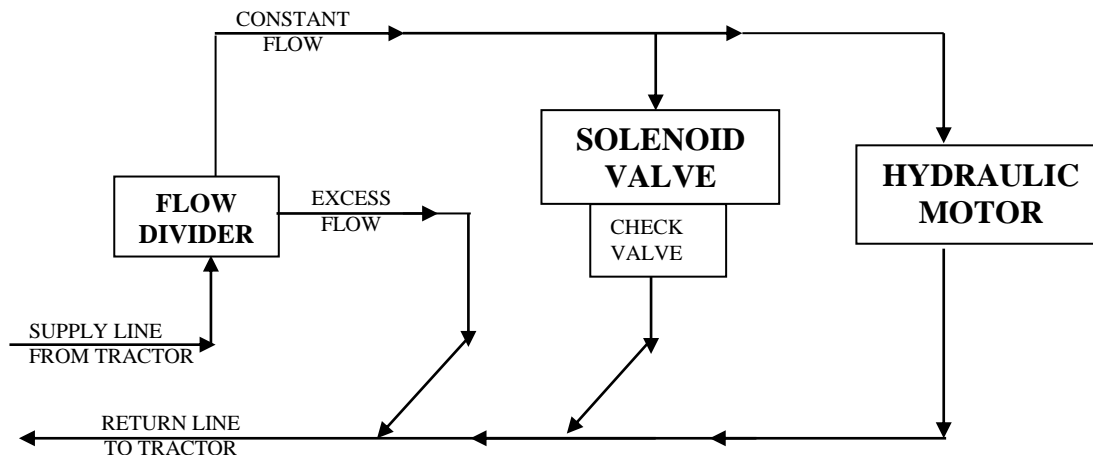 CONSTANT
FLOW
SOLENOID
VALVE
HYDRAULIC
MOTOR
FLOW
DIVIDER
EXCESS
FLOW
CHECK
VALVE
SUPPLY LINE
FROM TRACTOR
RETURN LINE
TO TRACTOR